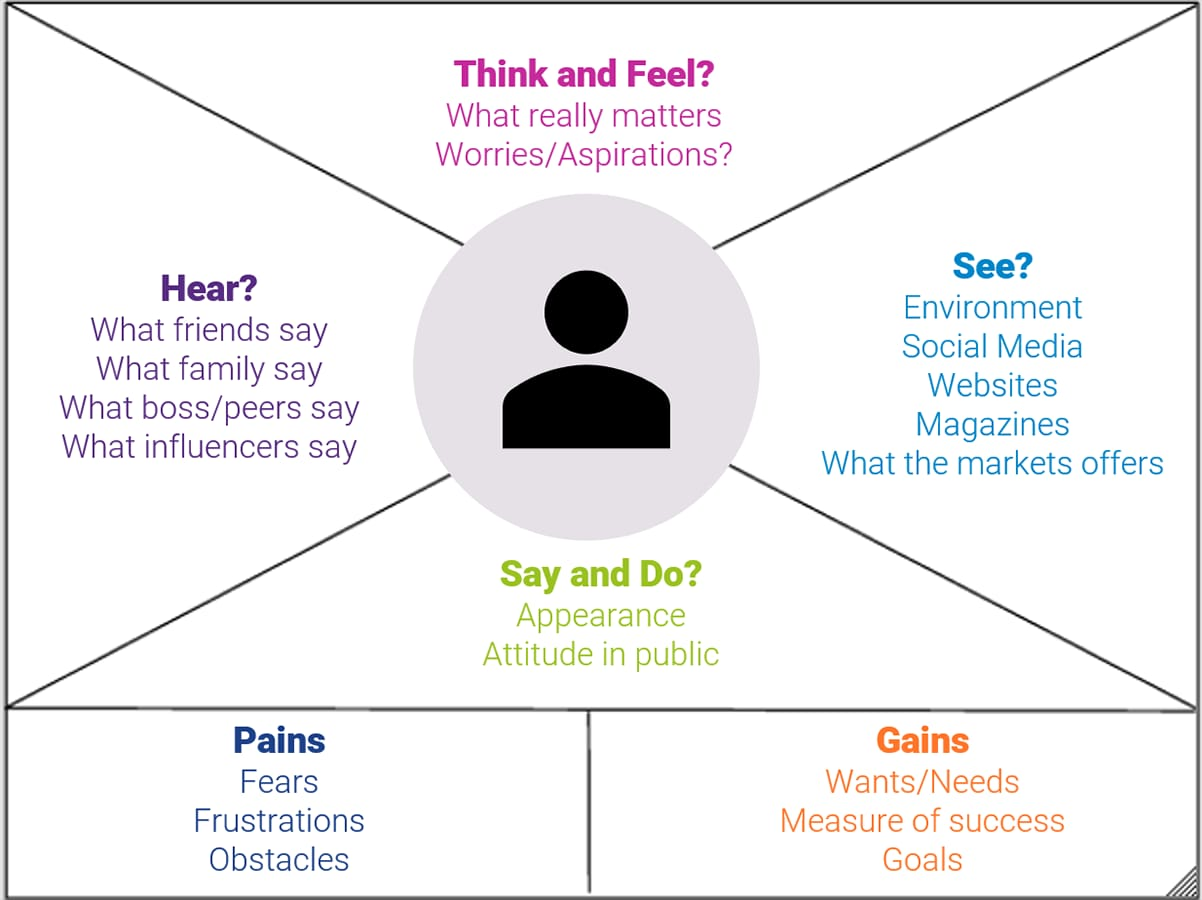 Think and Feel?
What really matters
Worries/Aspirations?
Hear?
What friends say
What family say
What boss/peers say
What influencers say
See?
Environment
Social Media
Websites
Magazines
What the markets offers
Say and Do?
Appearance
Attitude in public
Pains
Fears
Frustrations
Obstacles
Gains
Wants/Needs
Measure of success
Goals